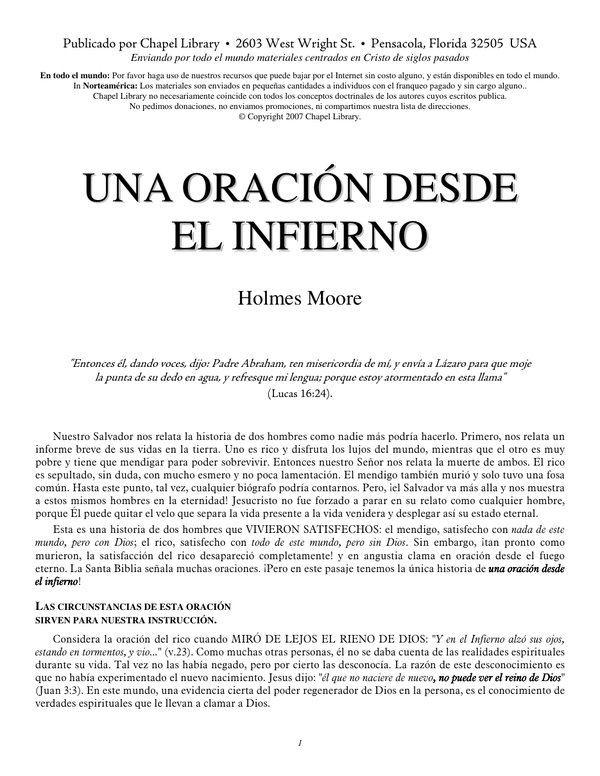 Publicado por Chapel Library • 2603 West Wright St. • Pensacola, Florida 32505 USA
Enviando por todo el mundo materiales centrados en Cristo de siglos pasados
En todo el mundo: Por favor haga uso de nuestros recursos que puede bajar por el Internet sin costo alguno, y están disponibles en todo el mundo.
In Norteamérica: Los materiales son enviados en pequeñas cantidades a individuos con el franqueo pagado y sin cargo alguno..
Chapel Library no necesariamente coincide con todos los conceptos doctrinales de los autores cuyos escritos publica.
No pedimos donaciones, no enviamos promociones, ni compartimos nuestra lista de direcciones.
© Copyright 2007 Chapel Library.
UNA ORACIÓN DESDE
EL INFIERNO
Holmes Moore
"Entonces él, dando voces, dijo: Padre Abraham, ten misericordia de mí, y envía a Lázaro para que moje
la punta de su dedo en agua, y refresque mi lengua; porque estoy atormentado en esta llama"
(Lucas 16:24).
Nuestro Salvador nos relata la historia de dos hombres como nadie más podría hacerlo. Primero, nos relata un
informe breve de sus vidas en la tierra. Uno es rico y disfruta los lujos del mundo, mientras que el otro es muy
pobre y tiene que mendigar para poder sobrevivir. Entonces nuestro Señor nos relata la muerte de ambos. El rico
es sepultado, sin duda, con mucho esmero y no poca lamentación. El mendigo también murió y solo tuvo una fosa
común. Hasta este punto, tal vez, cualquier biógrafo podría contarlo. Pero, ¡el Salvador va más alla y nos muestra
a estos mismos hombres en la eternidad! Jesucristo no fue forzado a parar en su relato como cualquier hombre,
porque Él puede quitar el velo que separa la vida presente a la vida venidera y desplegar así su estado eternal.
Esta es una historia de dos hombres que VIVIERON SATISFECHOS: el mendigo, satisfecho con nada de este
mundo, pero con Dios; el rico, satisfecho con todo de este mundo, pero sin Dios. Sin embargo, ¡tan pronto como
murieron, la satisfacción del rico desapareció completamente! y en angustia clama en oración desde el fuego
eterno. La Santa Biblia señala muchas oraciones. ¡Pero en este pasaje tenemos la única historia de una oración desde
el infierno!
LAS CIRCUNSTANCIAS DE ESTA ORACIÓN
SIRVEN PARA NUESTRA INSTRUCCIÓN.
Considera la oración del rico cuando MIRÓ DE LEJOS EL RIENO DE DIOS: "Y en el Infierno alzó sus ojos,
estando en tormentos, y vio..." (v.23). Como muchas otras personas, él no se daba cuenta de las realidades espirituales
durante su vida. Tal vez no las había negado, pero por cierto las desconocía. La razón de este desconocimiento es
que no había experimentado el nuevo nacimiento. Jesus dijo: "él que no naciere de nuevo, no puede ver el reino de Dios"
(Juan 3:3). En este mundo, una evidencia cierta del poder regenerador de Dios en la persona, es el conocimiento de
verdades espirituales que le llevan a clamar a Dios.
1